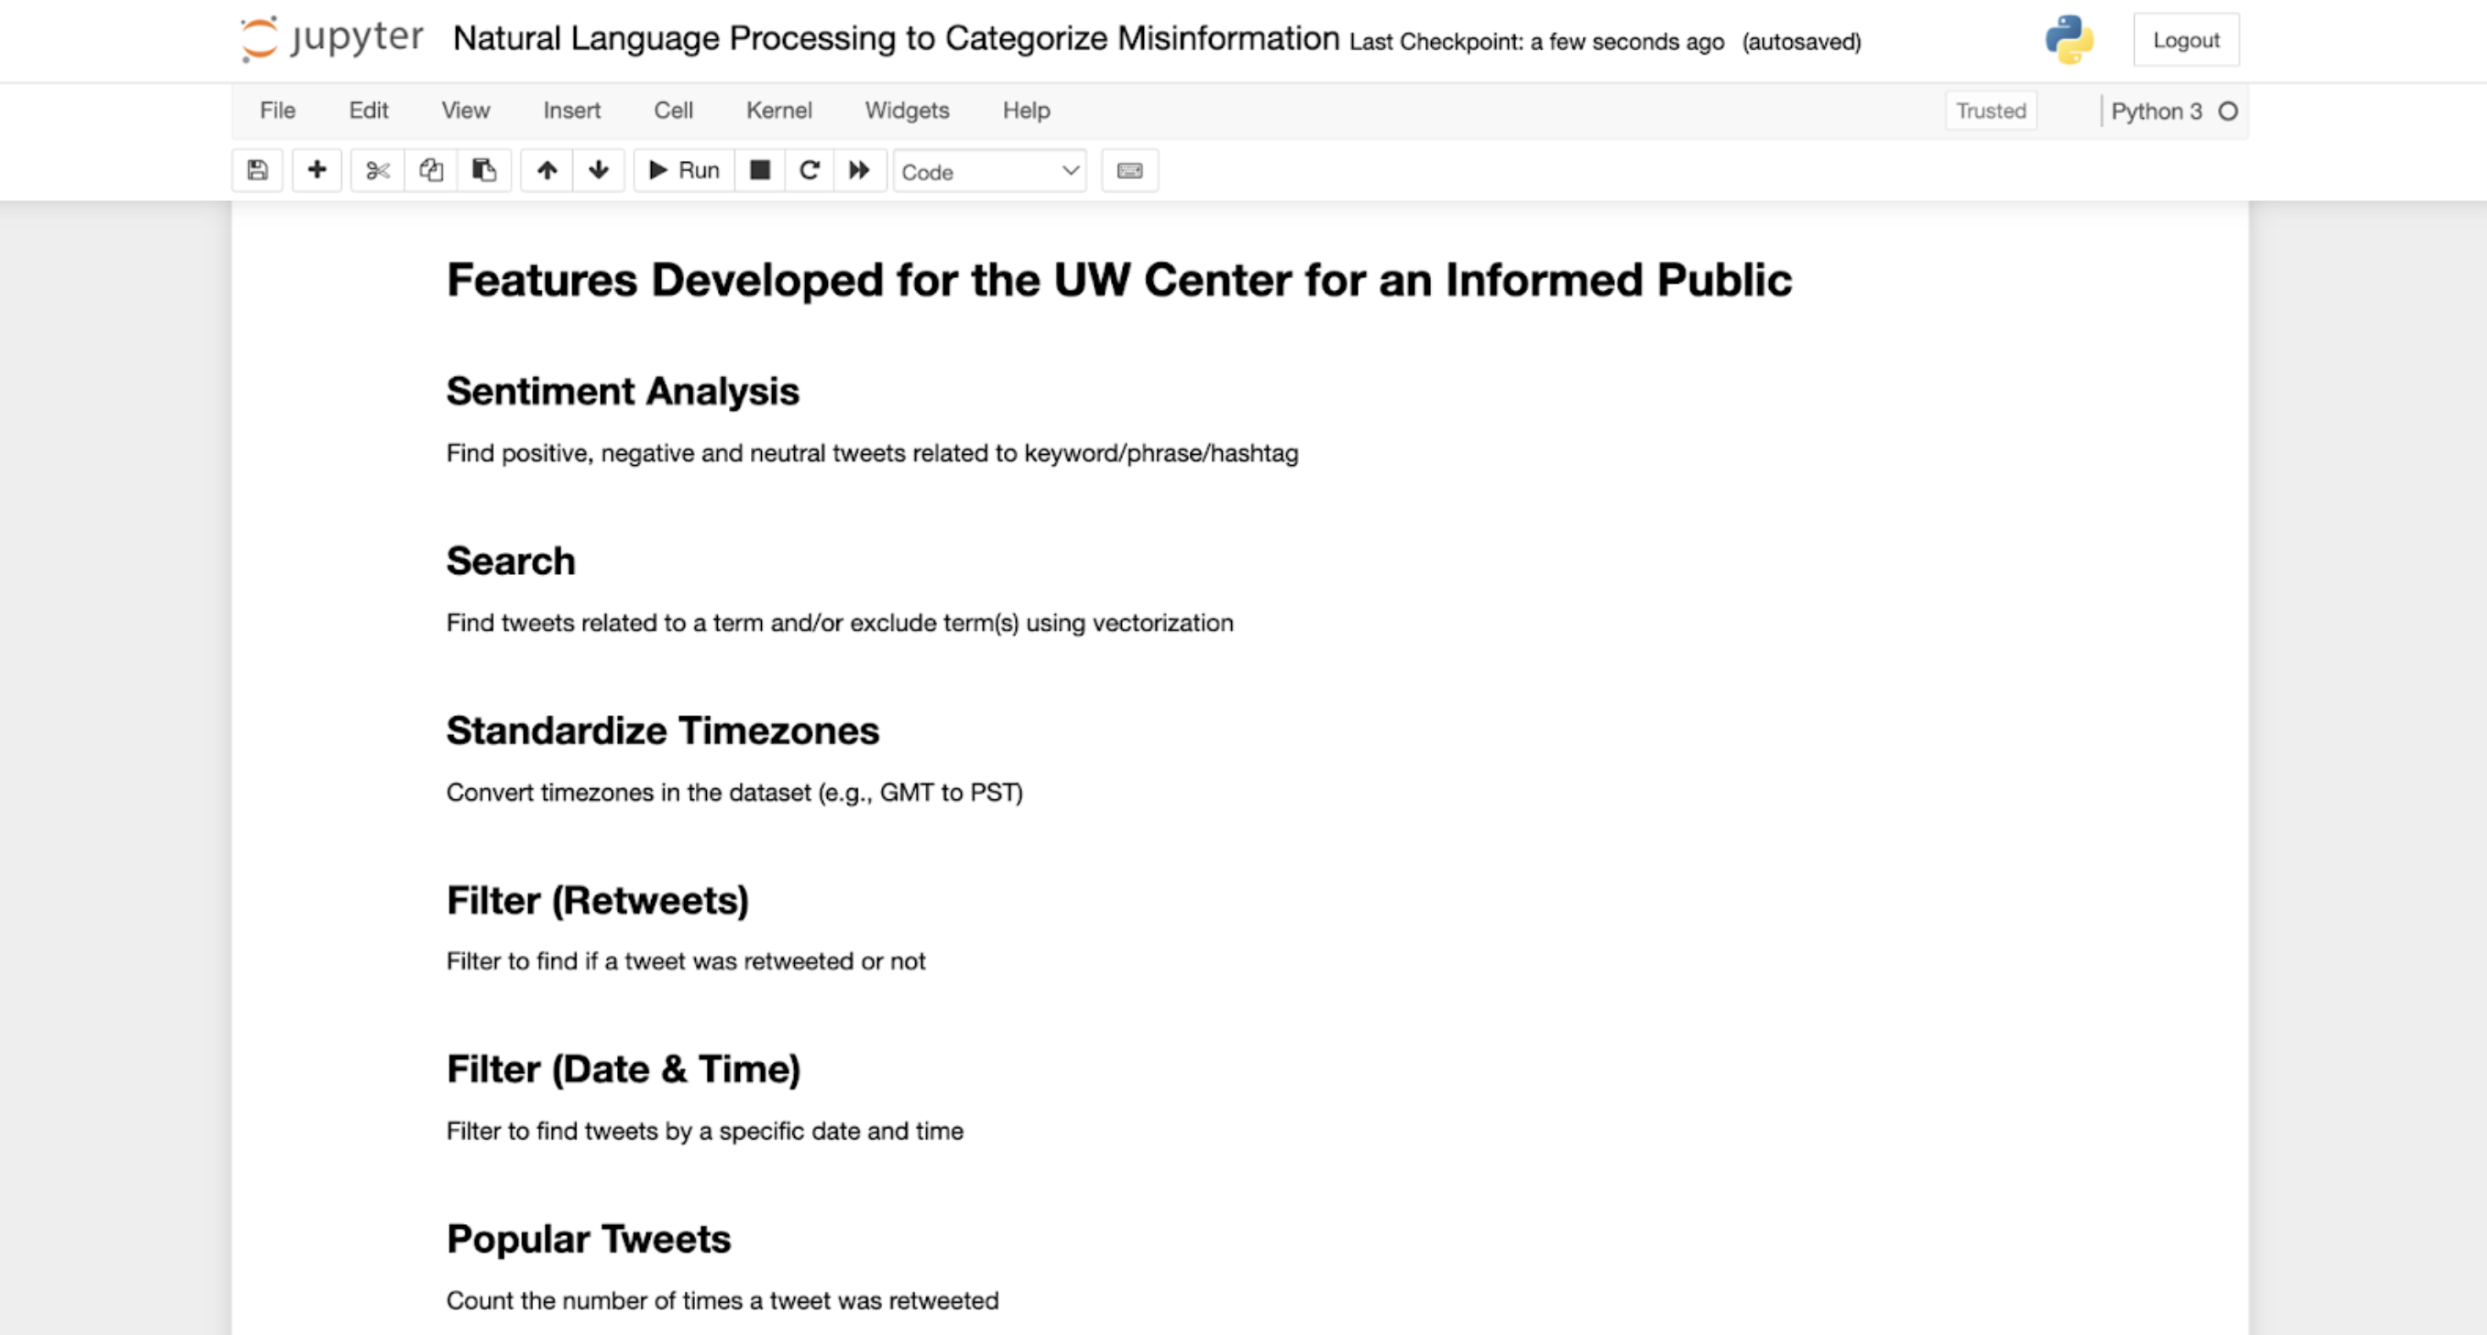 jupyter Natural Language Processing to Categorize Misinformation Last Checkpoint: a few seconds ago (autosaved) Logout
File Edit View Insert Cell Kernel Widgets Help Trusted Python 3
Run Code
Features Developed for the UW Center for an Informed Public
Sentiment Analysis
Find positive, negative and neutral tweets related to keyword/phrase/hashtag
Search
Find tweets related to a term and/or exclude term(s) using vectorization
Standardize Timezones
Convert timezones in the dataset (e.g., GMT to PST)
Filter (Retweets)
Filter to find if a tweet was retweeted or not
Filter (Date & Time)
Filter to find tweets by a specific date and time
Popular Tweets
Count the number of times a tweet was retweeted